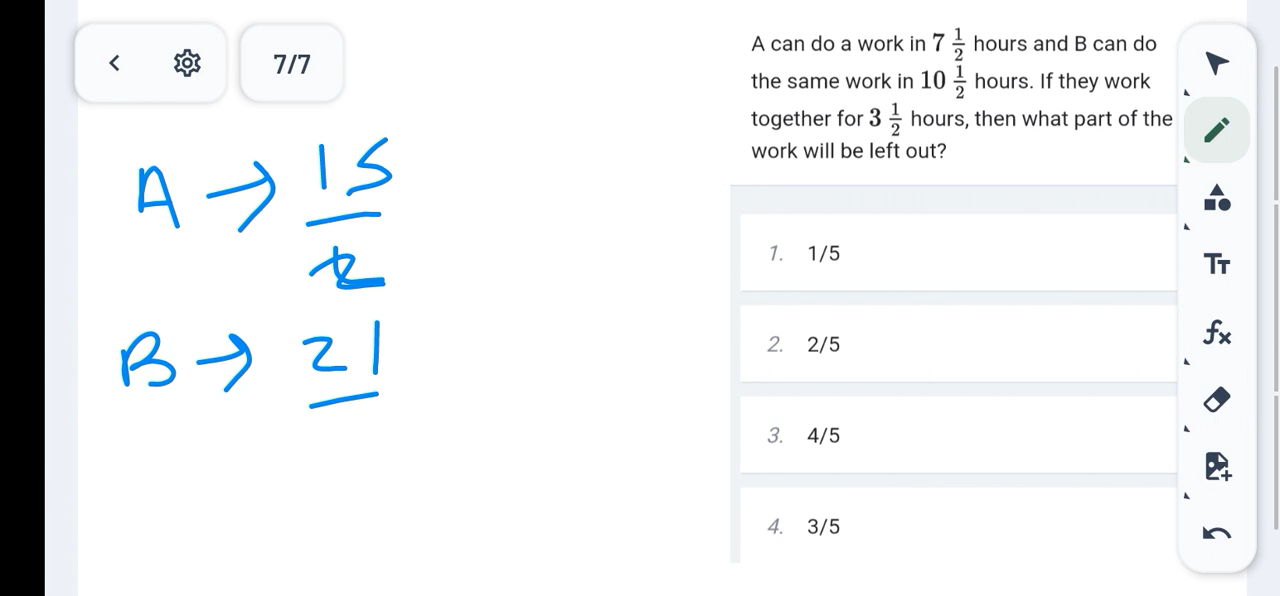 7/7
A can do a work in 7 1/2 hours and B can do
the same work in 10 1/2 hours. If they work
together for 3 1/2 hours, then what part of the
work will be left out?
1. 1/5
2. 2/5
3. 4/5
4. 3/5
A → 15/2
B → 21
Tт
fx